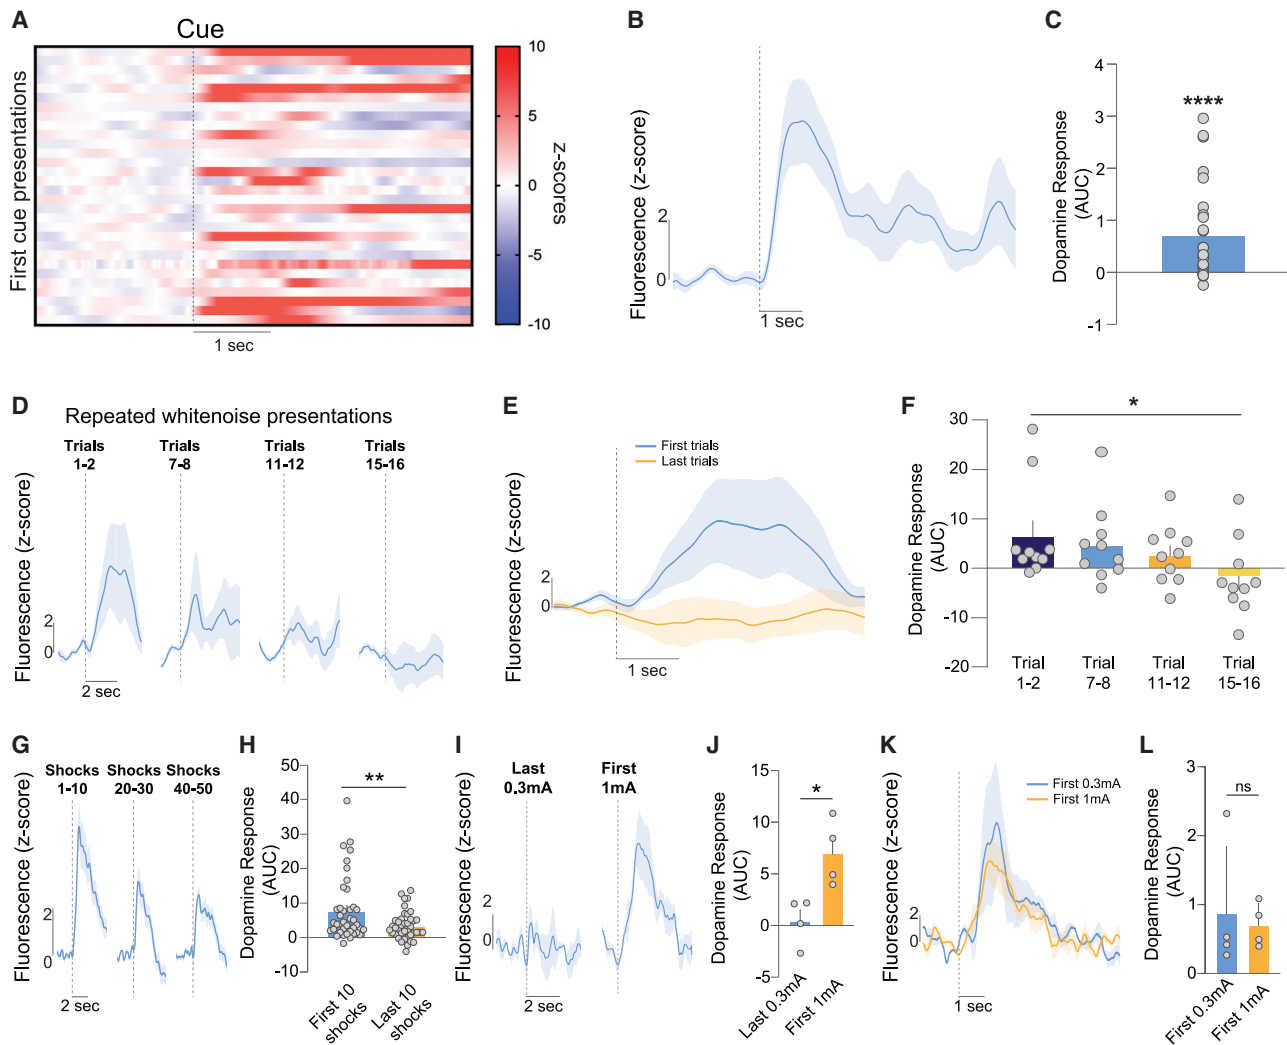 A
Cue
First cue presentations
1 sec
10
5
0
-5
-10
z-scores
B
Fluorescence (z-score)
2
0
1 sec
C
Dopamine Response
(AUC)
4
3
2
1
0
-1
****
D
Repeated whitenoise presentations
Trials
1-2
Trials
7-8
Trials
11-12
Trials
15-16
Fluorescence (z-score)
2
0
2 sec
E
First trials
Last trials
Fluorescence (z-score)
2
0
1 sec
F
Dopamine Response
(AUC)
30
20
10
0
-10
-20
*
Trial
1-2
Trial
7-8
Trial
11-12
Trial
15-16
G
Shocks
1-10
Shocks
20-30
Shocks
40-50
Fluorescence (z-score)
2
0
2 sec
H
Dopamine Response
(AUC)
50
40
30
20
10
0
-10
**
First 10
shocks
Last 10
shocks
I
Last
0.3mA
First
1mA
Fluorescence (z-score)
2
0
2 sec
J
Dopamine Response
(AUC)
15
10
5
0
-5
*
Last 0.3mA
First 1mA
K
First 0.3mA
First 1mA
Fluorescence (z-score)
2
0
1 sec
L
Dopamine Response
(AUC)
3
2
1
0
ns
First 0.3mA
First 1mA